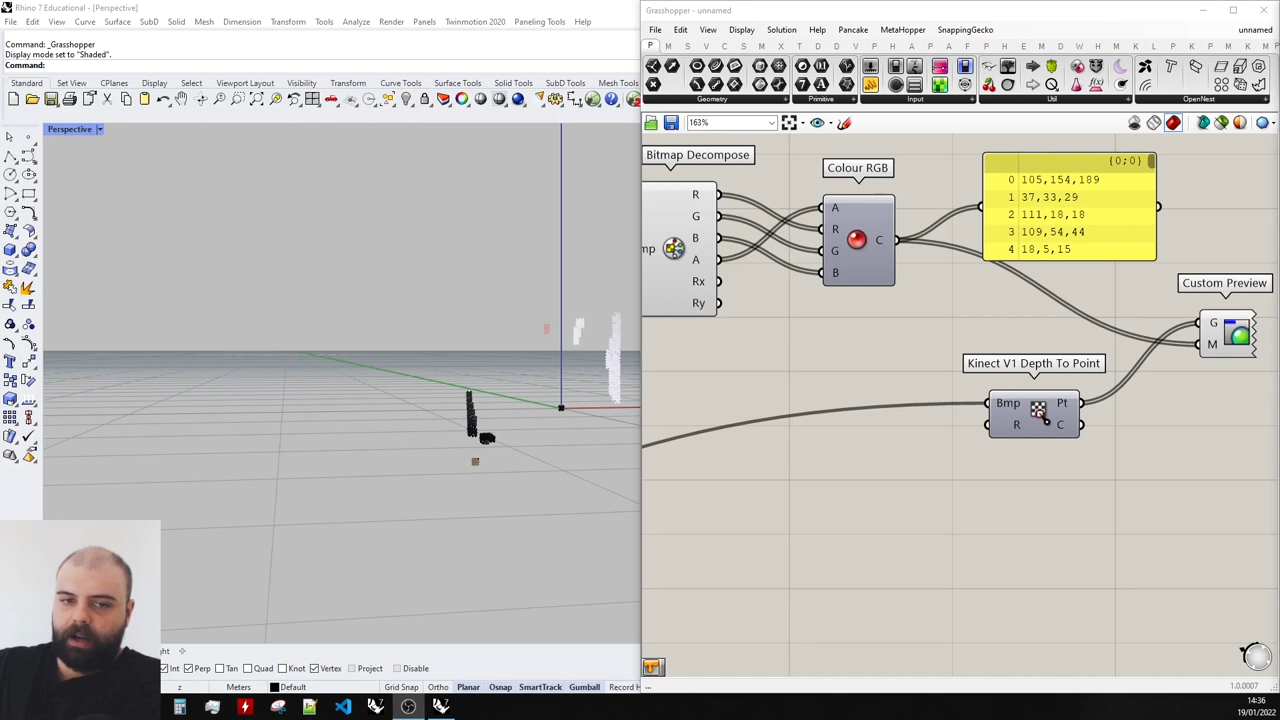 Rhino 7 Educational - [Perspective]
File Edit View Curve Surface SubD Solid Mesh Dimension Transform Tools Analyze Render Panels Twinmotion 2020 Paneling Tools Help
Command: _Grasshopper
Display mode set to "Shaded".
Command:
Standard Set View CPlanes Display Select Viewport Layout Visibility Transform Curve Tools Surface Tools Solid Tools SubD Tools Mesh Tools
Perspective
Int Perp Tan Quad Knot Vertex Project Disable
z Meters Default Grid Snap Ortho Planar Osnap SmartTrack Gumball Record H
Grasshopper - unnamed
File Edit View Display Solution Help Pancake MetaHopper SnappingGecko unnamed
Geometry Primitive Input Util OpenNest
163%
Bitmap Decompose
mp
R
G
B
A
Rx
Ry
Colour RGB
A
R
G
B
C
{0;0}
0 105,154,189
1 37,33,29
2 111,18,18
3 109,54,44
4 18,5,15
Custom Preview
G
M
Kinect V1 Depth To Point
Bmp Pt
R C
...
1.0.0007
14:36
19/01/2022